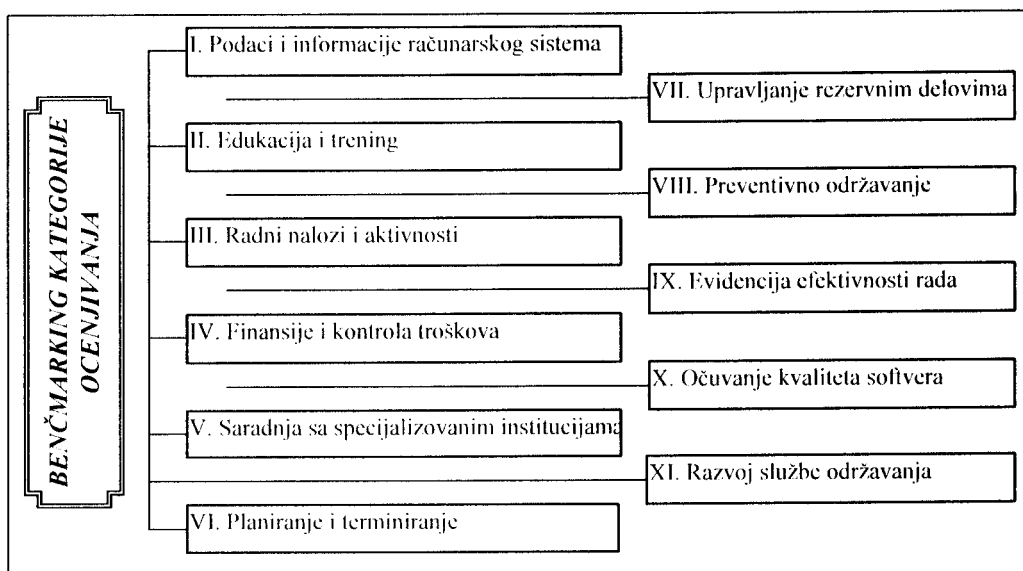 BENČMARKING KATEGORIJE
OCENJIVANJA
I. Podaci i informacije računarskog sistema
VII. Upravljanje rezervnim delovima
II. Edukacija i trening
VIII. Preventivno održavanje
III. Radni nalozi i aktivnosti
IX. Evidencija efektivnosti rada
IV. Finansije i kontrola troškova
X. Očuvanje kvaliteta softvera
V. Saradnja sa specijalizovanim institucijama
XI. Razvoj službe održavanja
VI. Planiranje i terminiranje